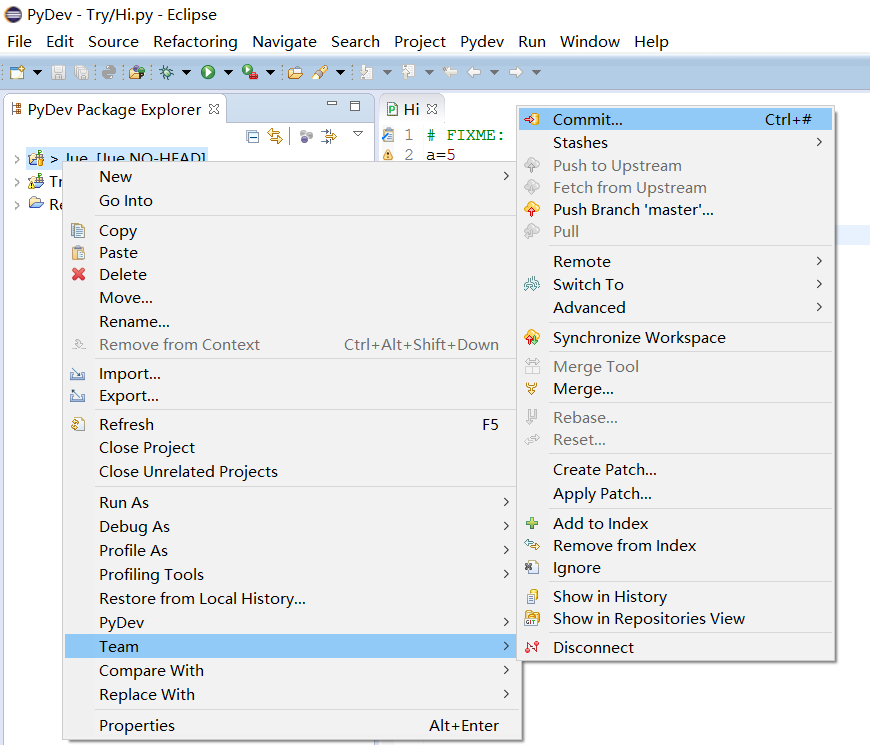 PyDev - Try/Hi.py - Eclipse
File Edit Source Refactoring Navigate Search Project Pydev Run Window Help
PyDev Package Explorer
Hi
> Jue [Jue NO-HEAD]
1 # FIXME:
2 a=5
New
Go Into
Copy
Paste
Delete
Move...
Rename...
Remove from Context Ctrl+Alt+Shift+Down
Import...
Export...
Refresh F5
Close Project
Close Unrelated Projects
Run As
Debug As
Profile As
Profiling Tools
Restore from Local History...
PyDev
Team
Compare With
Replace With
Properties Alt+Enter
Commit... Ctrl+#
Stashes
Push to Upstream
Fetch from Upstream
Push Branch 'master'...
Pull
Remote
Switch To
Advanced
Synchronize Workspace
Merge Tool
Merge...
Rebase...
Reset...
Create Patch...
Apply Patch...
Add to Index
Remove from Index
Ignore
Show in History
Show in Repositories View
Disconnect